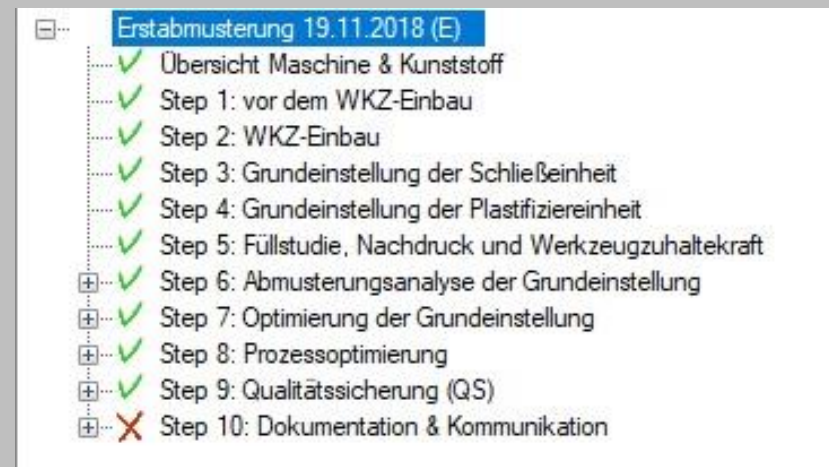 Erstabmusterung 19.11.2018 (E)
Übersicht Maschine & Kunststoff
Step 1: vor dem WKZ-Einbau
Step 2: WKZ-Einbau
Step 3: Grundeinstellung der Schließeinheit
Step 4: Grundeinstellung der Plastifiziereinheit
Step 5: Füllstudie, Nachdruck und Werkzeugzuhaltekraft
Step 6: Abmusterungsanalyse der Grundeinstellung
Step 7: Optimierung der Grundeinstellung
Step 8: Prozessoptimierung
Step 9: Qualitätssicherung (QS)
Step 10: Dokumentation & Kommunikation